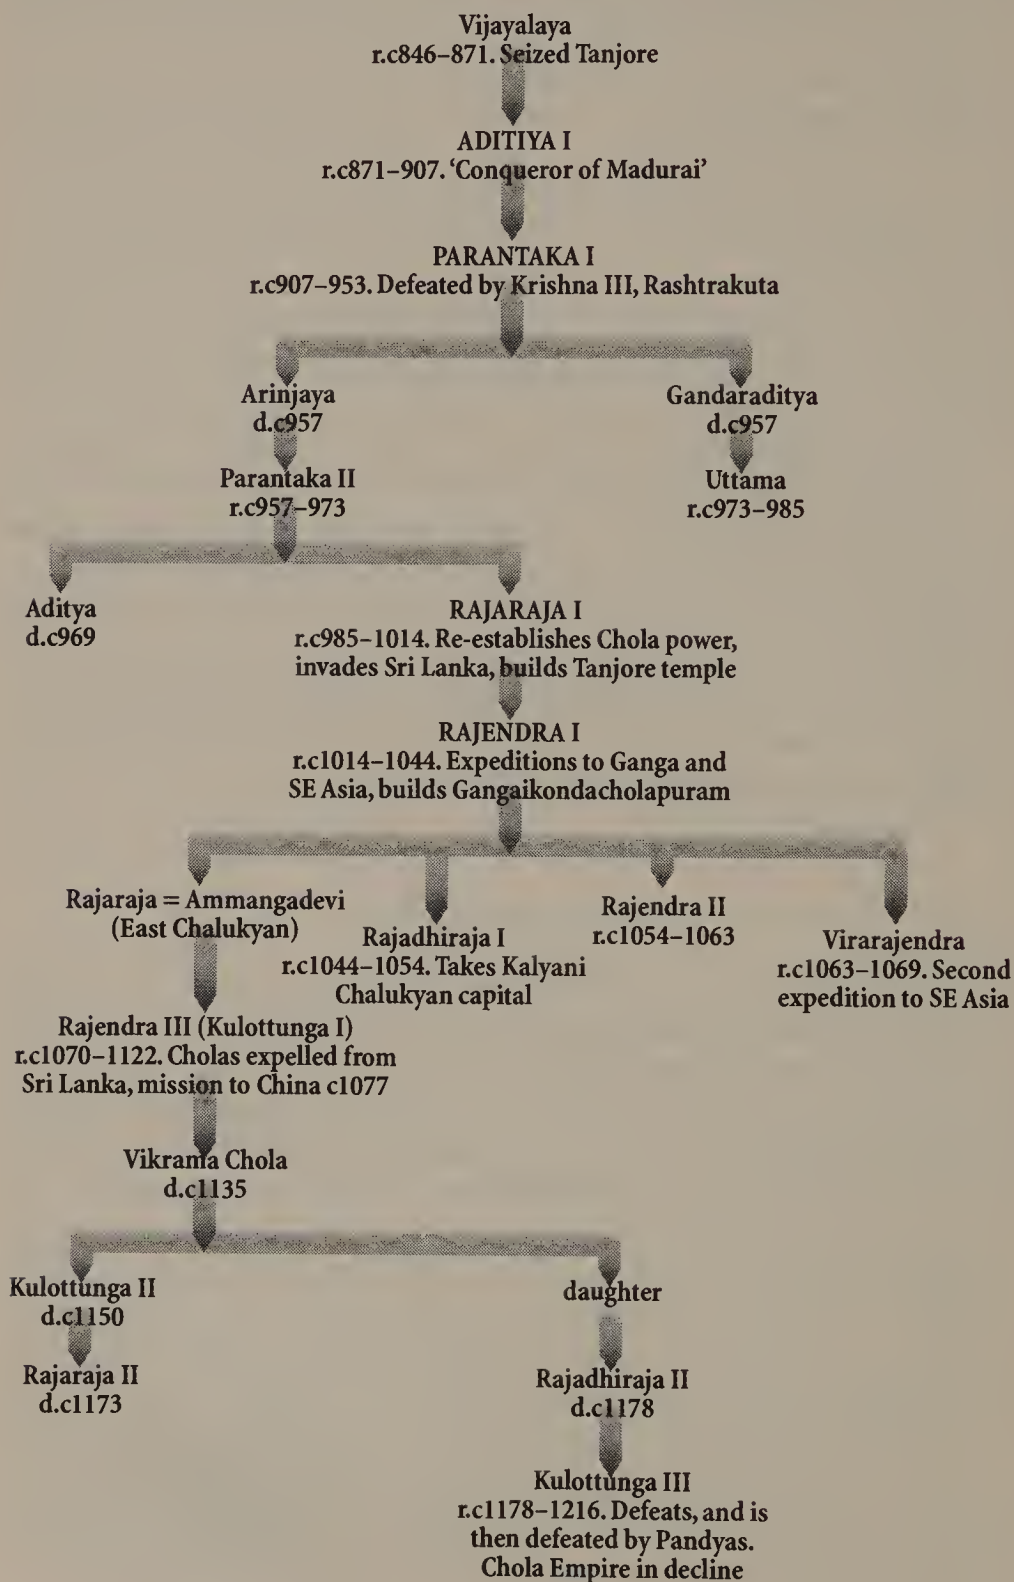 Vijayalaya
r.c846–871. Seized Tanjore
ADITIYA I
r.c871–907. ‘Conqueror of Madurai’
PARANTAKA I
r.c907–953. Defeated by Krishna III, Rashtrakuta
Arinjaya
d.c957
Gandaraditya
d.c957
Parantaka II
r.c957–973
Uttama
r.c973–985
Aditya
d.c969
RAJARAJA I
r.c985–1014. Re-establishes Chola power,
invades Sri Lanka, builds Tanjore temple
RAJENDRA I
r.c1014–1044. Expeditions to Ganga and
SE Asia, builds Gangaikondacholapuram
Rajaraja = Ammangadevi
(East Chalukyan)
Rajadhiraja I
r.c1044–1054. Takes Kalyani
Chalukyan capital
Rajendra II
r.c1054–1063
Virarajendra
r.c1063–1069. Second
expedition to SE Asia
Rajendra III (Kulottunga I)
r.c1070–1122. Cholas expelled from
Sri Lanka, mission to China c1077
Vikrama Chola
d.c1135
Kulottunga II
d.c1150
daughter
Rajaraja II
d.c1173
Rajadhiraja II
d.c1178
Kulottunga III
r.c1178–1216. Defeats, and is
then defeated by Pandyas.
Chola Empire in decline